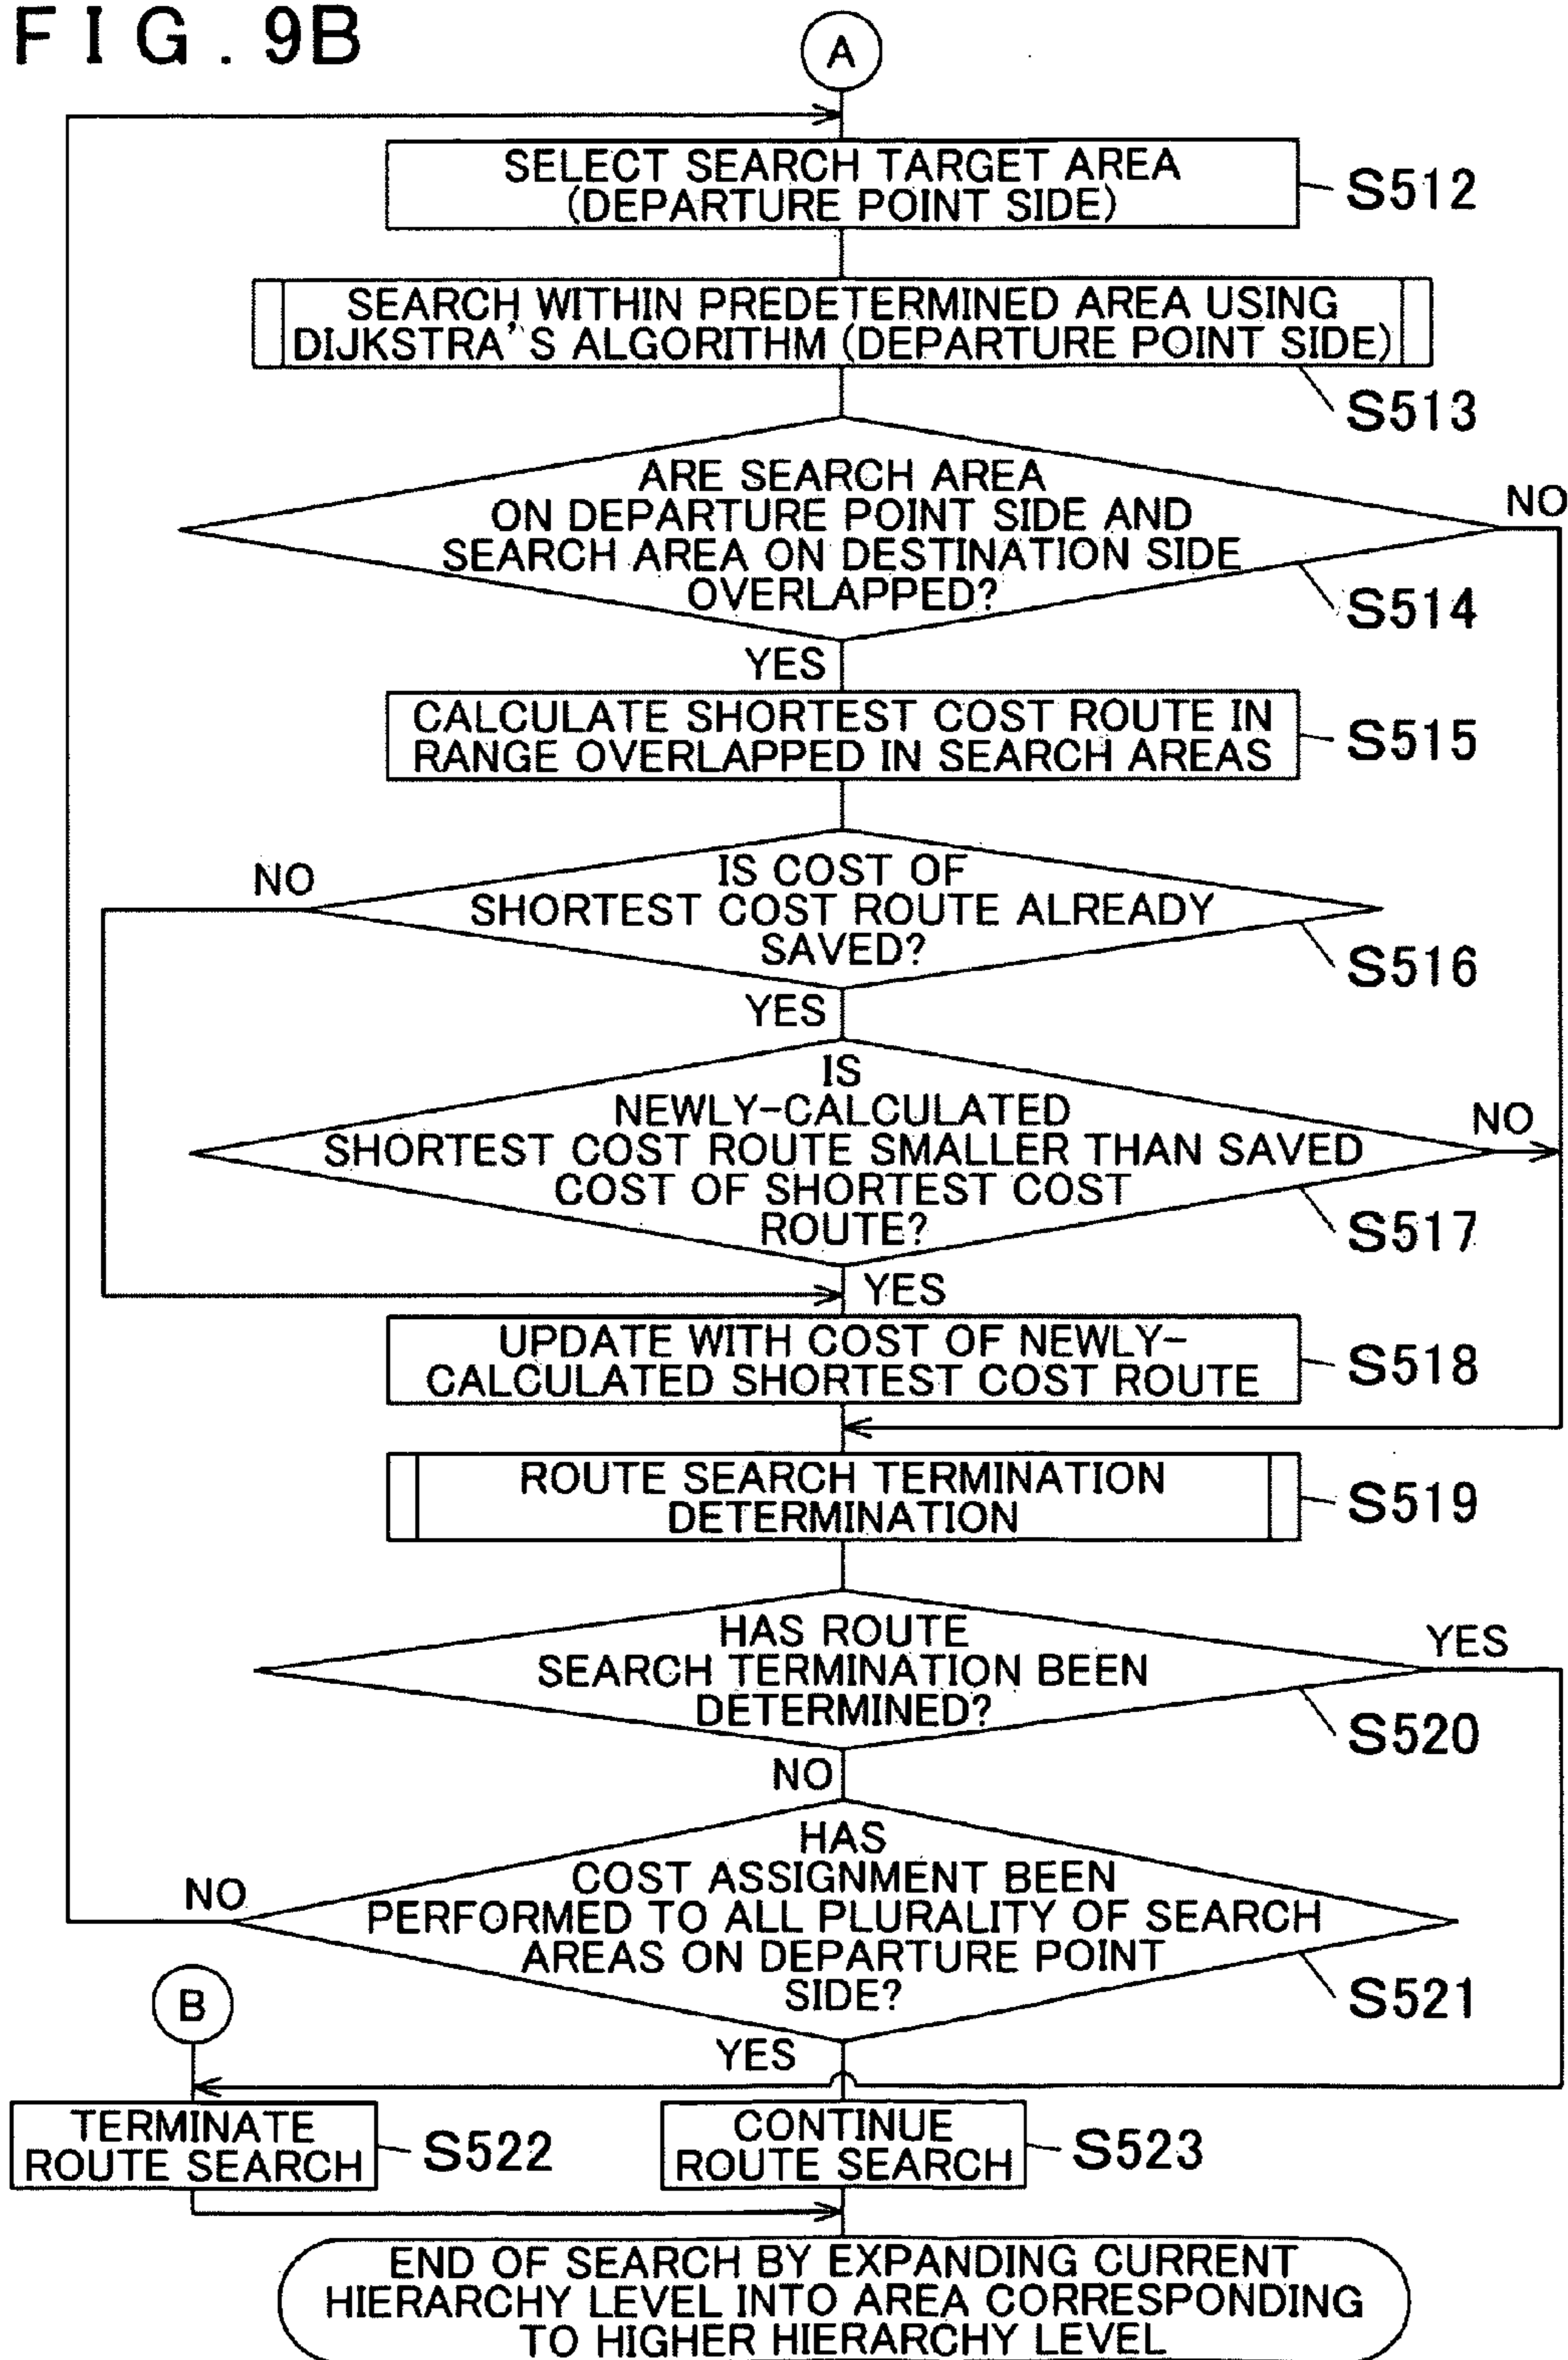 FIG. 9B
A
SELECT SEARCH TARGET AREA
(DEPARTURE POINT SIDE)
S512
SEARCH WITHIN PREDETERMINED AREA USING
DIJKSTRA'S ALGORITHM (DEPARTURE POINT SIDE)
S513
ARE SEARCH AREA
ON DEPARTURE POINT SIDE AND
SEARCH AREA ON DESTINATION SIDE
OVERLAPPED?
NO
S514
YES
CALCULATE SHORTEST COST ROUTE IN
RANGE OVERLAPPED IN SEARCH AREAS
S515
NO
IS COST OF
SHORTEST COST ROUTE ALREADY
SAVED?
S516
YES
IS
NEWLY-CALCULATED
SHORTEST COST ROUTE SMALLER THAN SAVED
COST OF SHORTEST COST
ROUTE?
NO
S517
YES
UPDATE WITH COST OF NEWLY-
CALCULATED SHORTEST COST ROUTE
S518
ROUTE SEARCH TERMINATION
DETERMINATION
S519
HAS ROUTE
SEARCH TERMINATION BEEN
DETERMINED?
YES
S520
NO
HAS
COST ASSIGNMENT BEEN
PERFORMED TO ALL PLURALITY OF SEARCH
AREAS ON DEPARTURE POINT
SIDE?
NO
S521
B
YES
TERMINATE
ROUTE SEARCH
S522
CONTINUE
ROUTE SEARCH
S523
END OF SEARCH BY EXPANDING CURRENT
HIERARCHY LEVEL INTO AREA CORRESPONDING
TO HIGHER HIERARCHY LEVEL